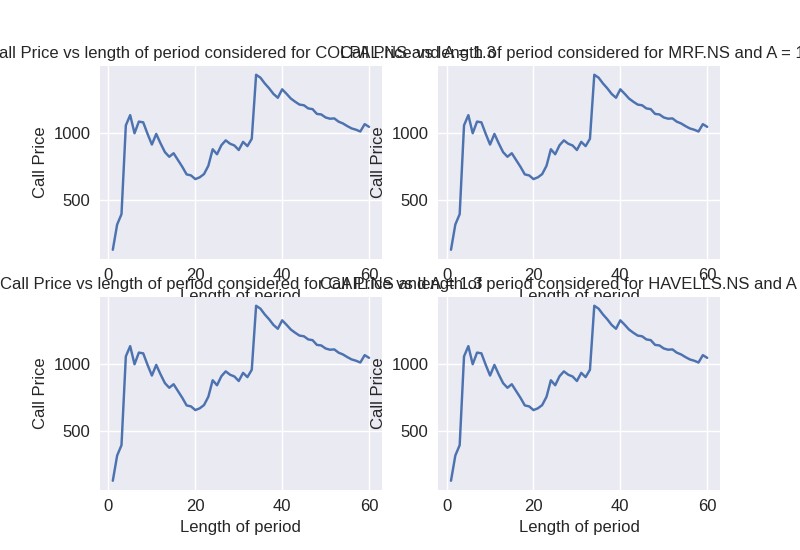 all Price vs length of period considered for COLPAL.NS and A = 1.3
Call Price vs length of period considered for MRF.NS and A = 1
Call Price
1000
500
0 20 40 60
Length of period
Call Price
1000
500
0 20 40 60
Length of period
Call Price vs length of period considered for and A = 1.3
Call Price vs length of period considered for HAVELLS.NS and A
Call Price
1000
500
0 20 40 60
Length of period
Call Price
1000
500
0 20 40 60
Length of period